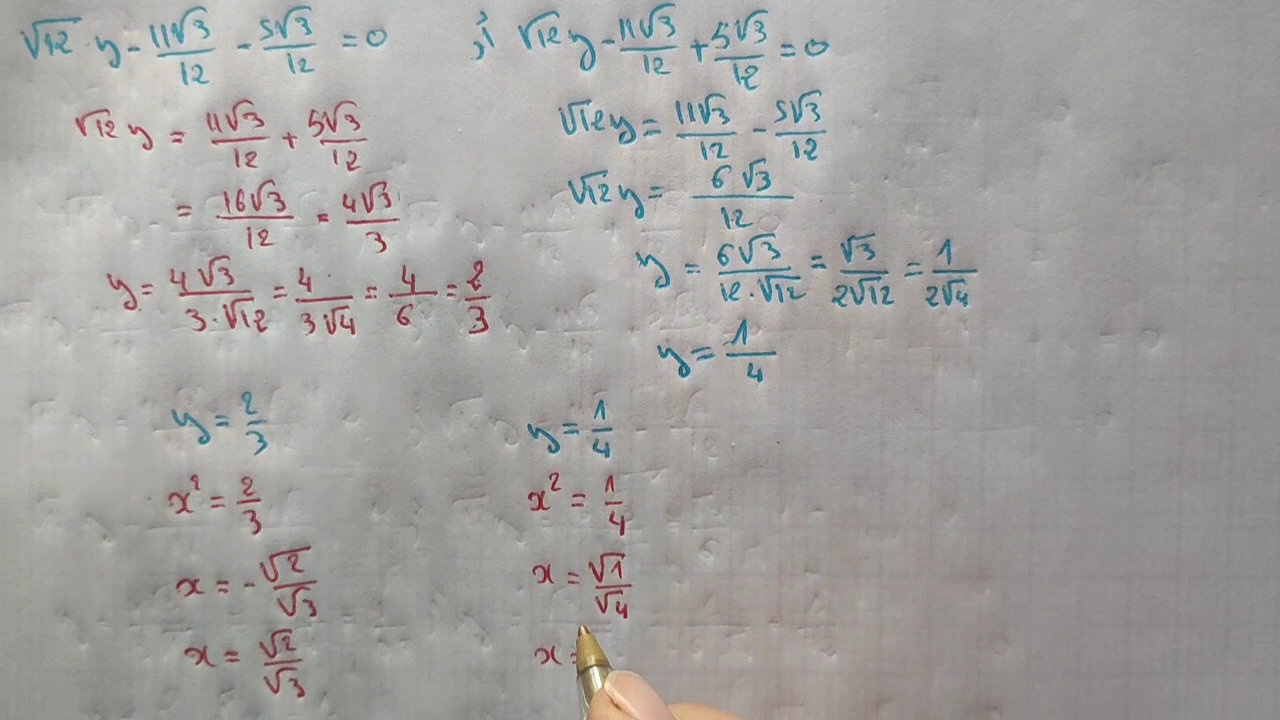 √12 · y - 11√3/12 - 5√3/12 = 0 ; √12 y - 11√3/12 + 5√3/12 = 0
√12 y = 11√3/12 + 5√3/12
= 16√3/12 = 4√3/3
y = 4√3/(3·√12) = 4/(3√4) = 4/6 = 2/3
√12 y = 11√3/12 - 5√3/12
√12 y = 6√3/12
y = 6√3/(12·√12) = √3/(2√12) = 1/(2√4)
y = 1/4
y = 2/3
x² = 2/3
x = -√2/√3
x = √2/√3
y = 1/4
x² = 1/4
x = √1/√4
x =